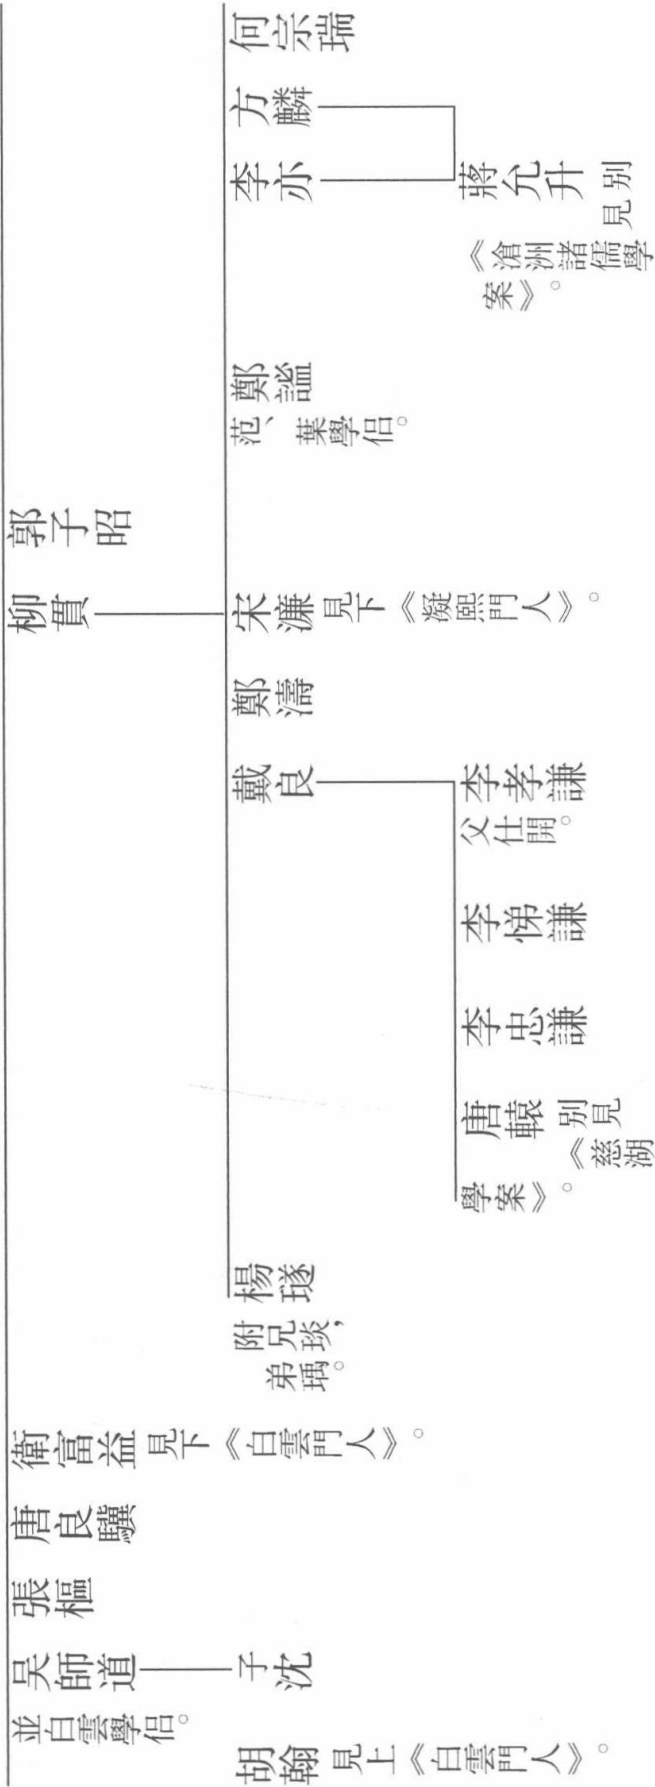 何宗瑞
方麟
李亦
蔣允升 別見
《滄洲諸儒學
案》。
鄭謐
范、葉學侶。
郭子昭
柳貫
宋濂 見下《凝熙門人》。
鄭濤
戴良
李孝謙
父仕開。
李悌謙
李忠謙
唐轅 別見
《慈湖
學案》。
楊璲
附兄琰,
弟瑀。
衛富益 見下《白雲門人》。
唐良驥
張樞
吳師道
子沈
並白雲學侶。
胡翰 見上《白雲門人》。